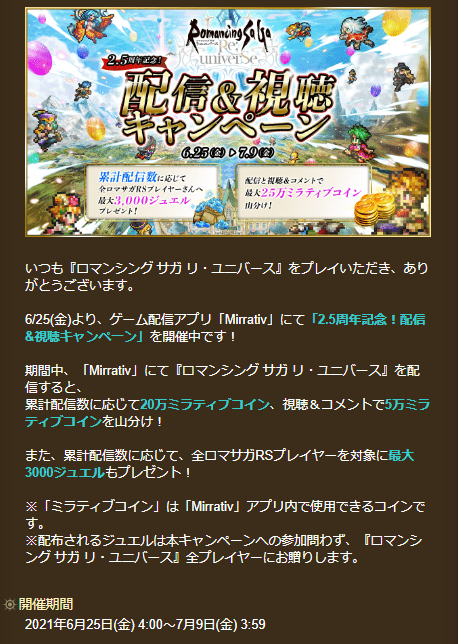 Romancing SaGa
Re;
universe
2.5周年記念!
配信&視聴
キャンペーン
6.25(金)▶7.9(金)
累計配信数に応じて
全ロマサガRSプレイヤーさんへ
最大3,000ジュエル
プレゼント!
配信と視聴&コメントで
最大25万ミラティブコイン
山分け!
いつも『ロマンシング サガ リ・ユニバース』をプレイいただき、あり
がとうございます。
6/25(金)より、ゲーム配信アプリ「Mirrativ」にて「2.5周年記念！配信
&視聴キャンペーン」を開催中です！
期間中、「Mirrativ」にて『ロマンシング サガ リ・ユニバース』を配
信すると、
累計配信数に応じて20万ミラティブコイン、視聴＆コメントで5万ミラ
ティブコインを山分け！
また、累計配信数に応じて、全ロマサガRSプレイヤーを対象に最大
3000ジュエルもプレゼント！
※「ミラティブコイン」は「Mirrativ」アプリ内で使用できるコインで
す。
※配布されるジュエルは本キャンペーンへの参加問わず、『ロマンシ
ング サガ リ・ユニバース』全プレイヤーにお贈りします。
開催期間
2021年6月25日(金) 4:00～7月9日(金) 3:59